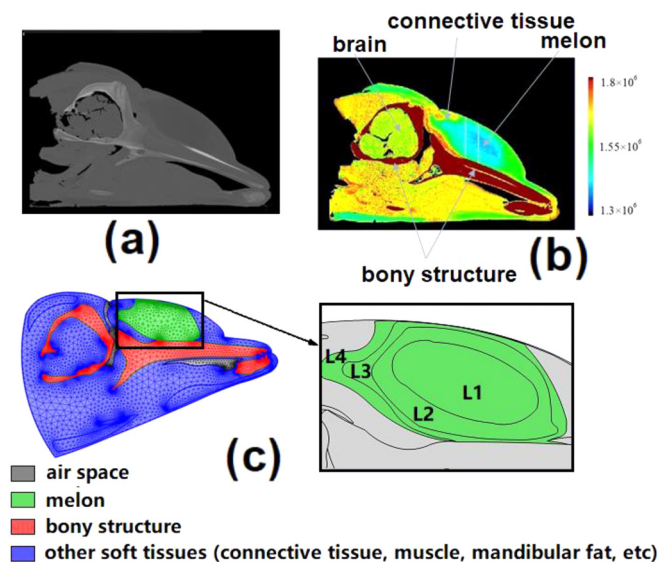 connective tissue
brain
melon
1.8×10⁶
1.55×10⁶
1.3×10⁶
(a)
(b)
bony structure
L4
L3
L1
L2
(c)
air space
melon
bony structure
other soft tissues (connective tissue, muscle, mandibular fat, etc)